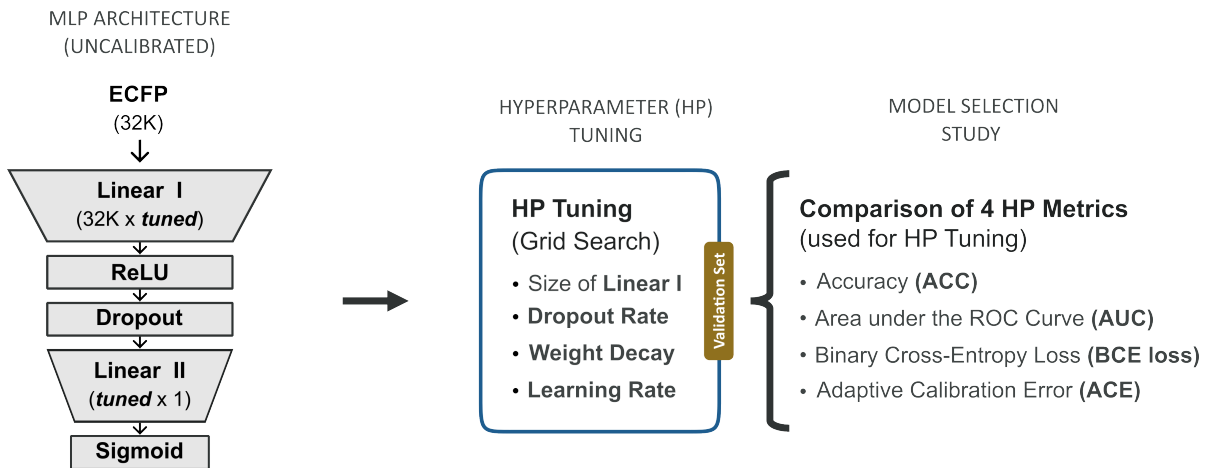 MLP ARCHITECTURE
(UNCALIBRATED)
ECFP
(32K)
Linear I
(32K x tuned)
ReLU
Dropout
Linear II
(tuned x 1)
Sigmoid
HYPERPARAMETER (HP)
TUNING
HP Tuning
(Grid Search)
• Size of Linear I
• Dropout Rate
• Weight Decay
• Learning Rate
Validation Set
MODEL SELECTION
STUDY
Comparison of 4 HP Metrics
(used for HP Tuning)
• Accuracy (ACC)
• Area under the ROC Curve (AUC)
• Binary Cross-Entropy Loss (BCE loss)
• Adaptive Calibration Error (ACE)